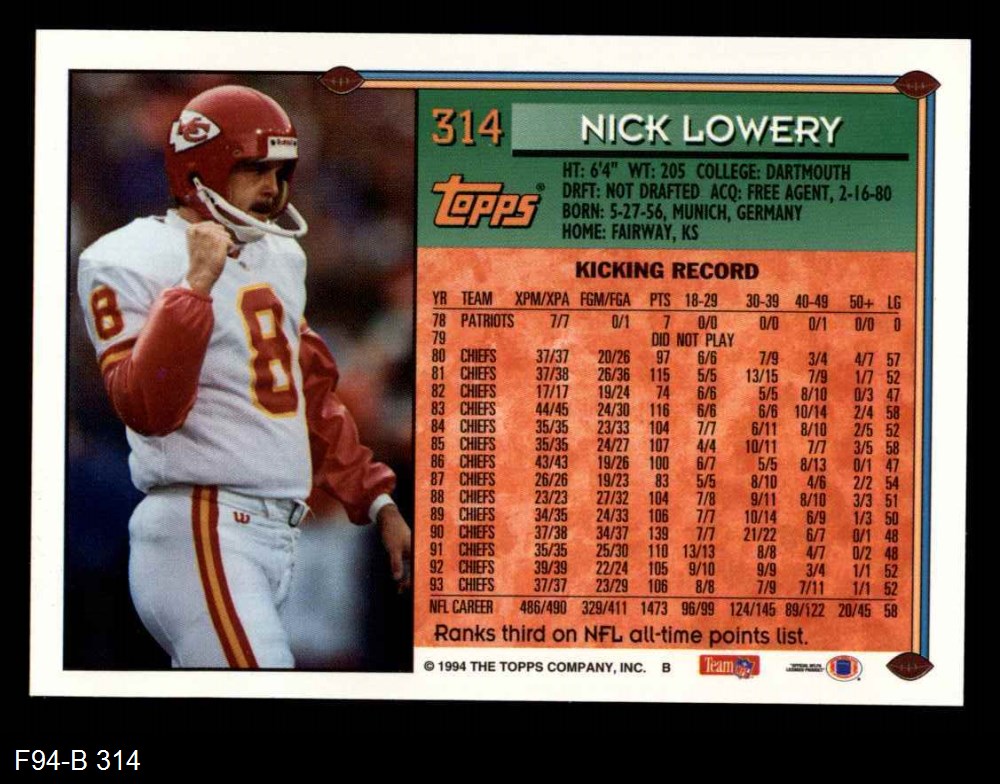 314
NICK LOWERY
Topps®
HT: 6'4" WT: 205 COLLEGE: DARTMOUTH
DRFT: NOT DRAFTED ACQ: FREE AGENT, 2-16-80
BORN: 5-27-56, MUNICH, GERMANY
HOME: FAIRWAY, KS
KC
8
8
KICKING RECORD
YR TEAM XPM/XPA FGM/FGA PTS 18-29 30-39 40-49 50+ LG
78 PATRIOTS 7/7 0/1 7 0/0 0/0 0/1 0/0 0
79 DID NOT PLAY
80 CHIEFS 37/37 20/26 97 6/6 7/9 3/4 4/7 57
81 CHIEFS 37/38 26/36 115 5/5 13/15 7/9 1/7 52
82 CHIEFS 17/17 19/24 74 6/6 5/5 8/10 0/3 47
83 CHIEFS 44/45 24/30 116 6/6 6/6 10/14 2/4 58
84 CHIEFS 35/35 23/33 104 7/7 6/11 8/10 2/5 52
85 CHIEFS 35/35 24/27 107 4/4 10/11 7/7 3/5 58
86 CHIEFS 43/43 19/26 100 6/7 5/5 8/13 0/1 47
87 CHIEFS 26/26 19/23 83 5/5 8/10 4/6 2/2 54
88 CHIEFS 23/23 27/32 104 7/8 9/11 8/10 3/3 51
89 CHIEFS 34/35 24/33 106 7/7 10/14 6/9 1/3 50
90 CHIEFS 37/38 34/37 139 7/7 21/22 6/7 0/1 48
91 CHIEFS 35/35 25/30 110 13/13 8/8 4/7 0/2 48
92 CHIEFS 39/39 22/24 105 9/10 9/9 3/4 1/1 52
93 CHIEFS 37/37 23/29 106 8/8 7/9 7/11 1/1 52
NFL CAREER 486/490 329/411 1473 96/99 124/145 89/122 20/45 58
Ranks third on NFL all-time points list.
© 1994 THE TOPPS COMPANY, INC. B
Team NFL
F94-B 314